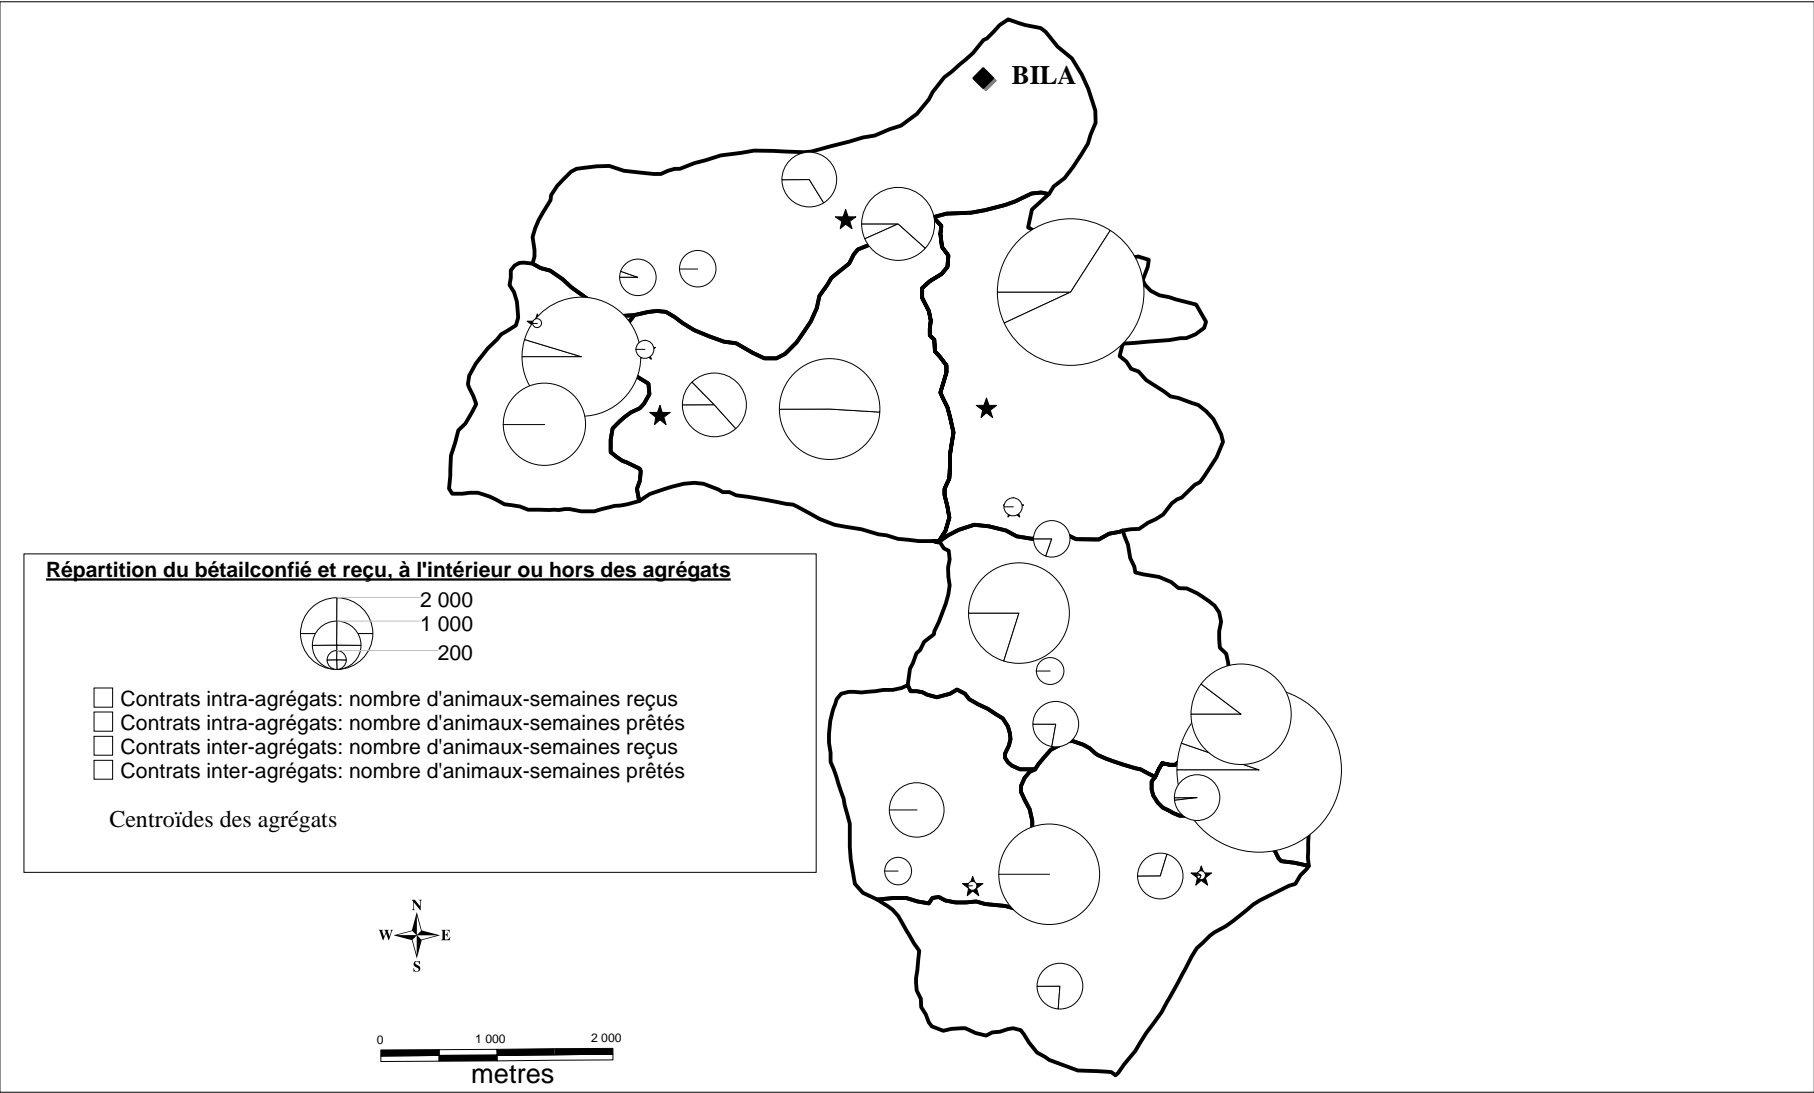 BILA
Répartition du bétailconfié et reçu, à l'intérieur ou hors des agrégats
2 000
1 000
200
Contrats intra-agrégats: nombre d'animaux-semaines reçus
Contrats intra-agrégats: nombre d'animaux-semaines prêtés
Contrats inter-agrégats: nombre d'animaux-semaines reçus
Contrats inter-agrégats: nombre d'animaux-semaines prêtés
Centroïdes des agrégats
N
W E
S
0 1 000 2 000
metres